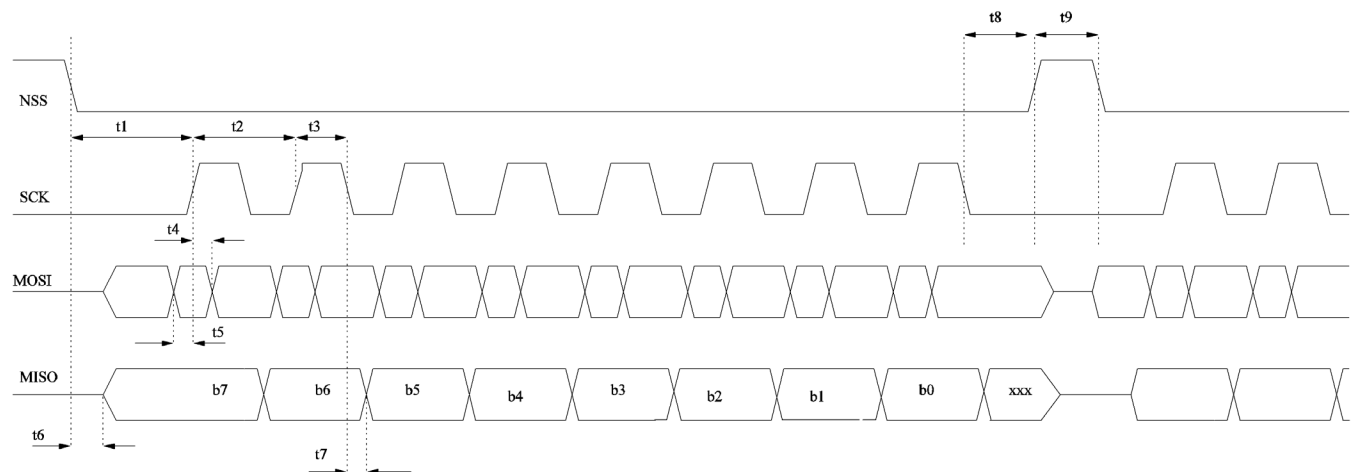 t8 t9
NSS
t1 t2 t3
SCK
t4
MOSI
t5
MISO b7 b6 b5 b4 b3 b2 b1 b0 xxx
t6
t7